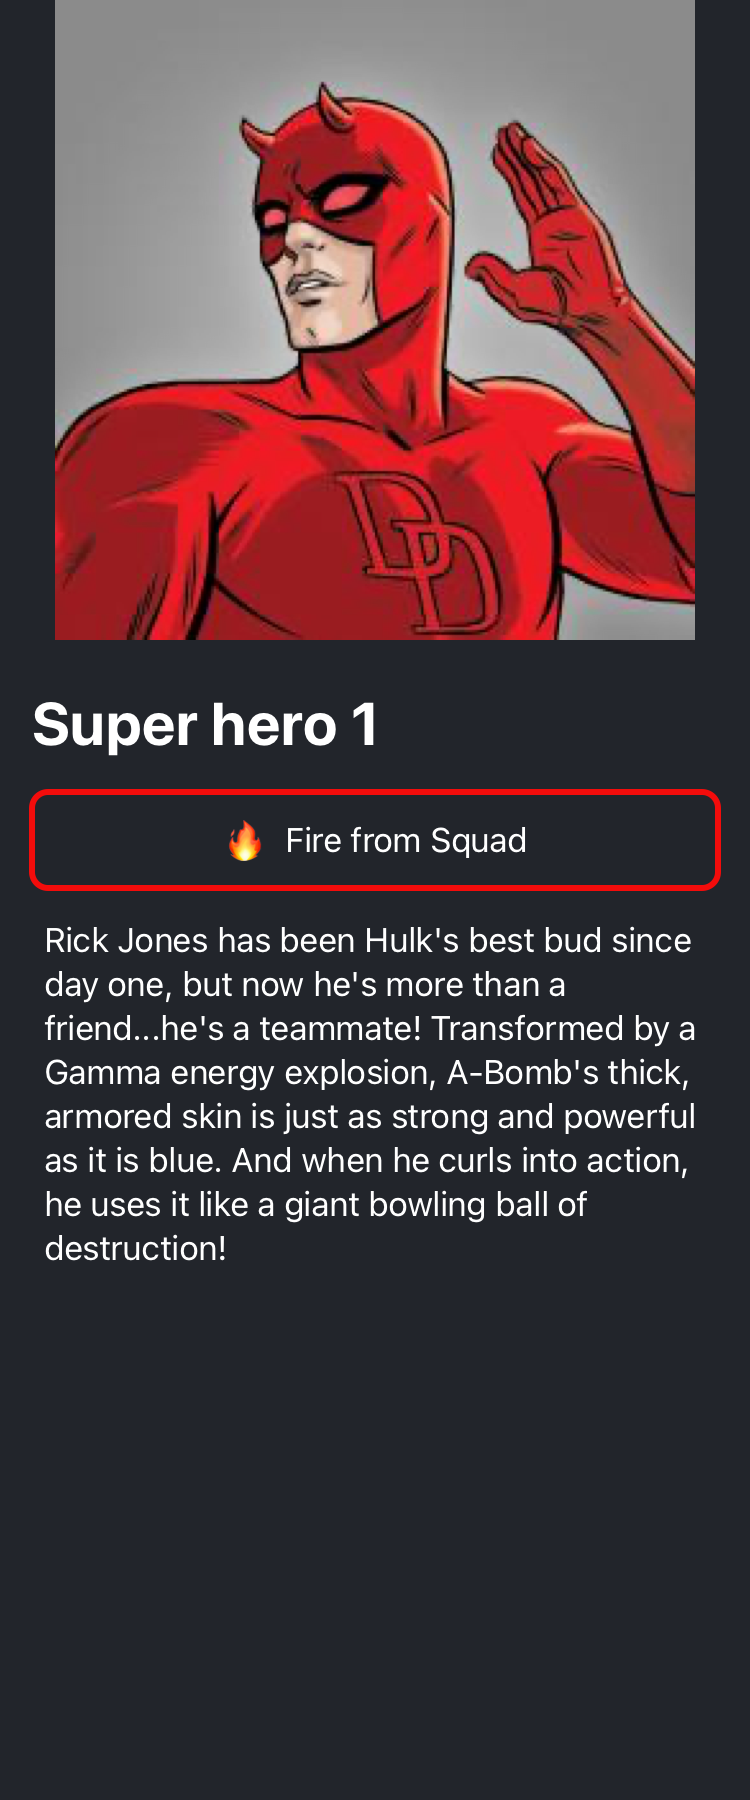 DD
Super hero 1
🔥 Fire from Squad
Rick Jones has been Hulk's best bud since
day one, but now he's more than a
friend...he's a teammate! Transformed by a
Gamma energy explosion, A-Bomb's thick,
armored skin is just as strong and powerful
as it is blue. And when he curls into action,
he uses it like a giant bowling ball of
destruction!